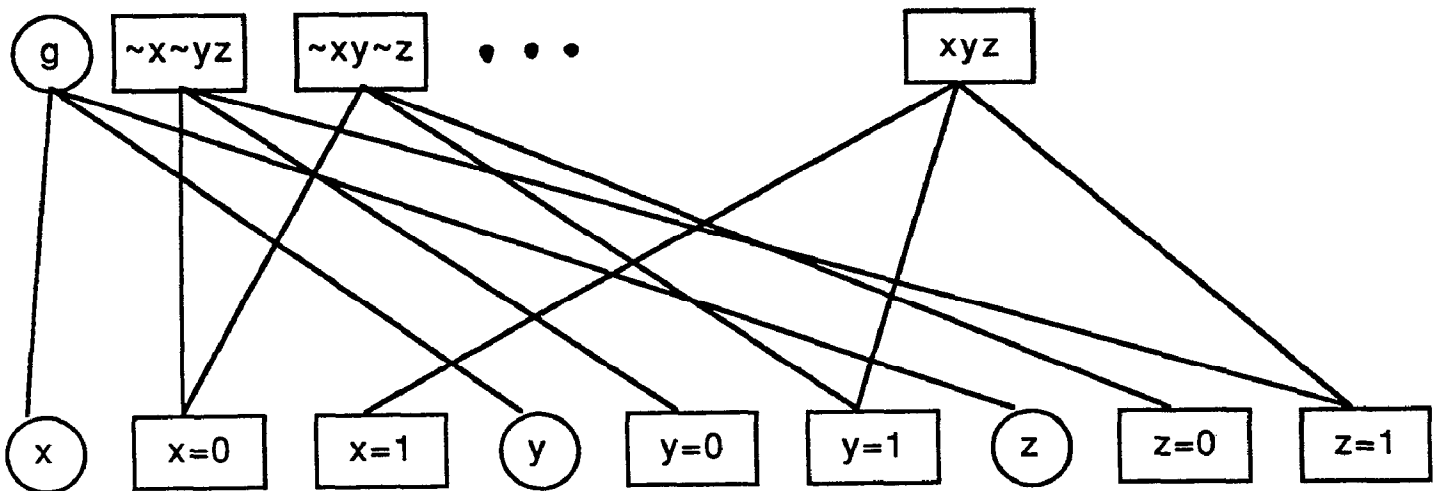 g ~x~yz ~xy~z • • • xyz
x x=0 x=1 y y=0 y=1 z z=0 z=1